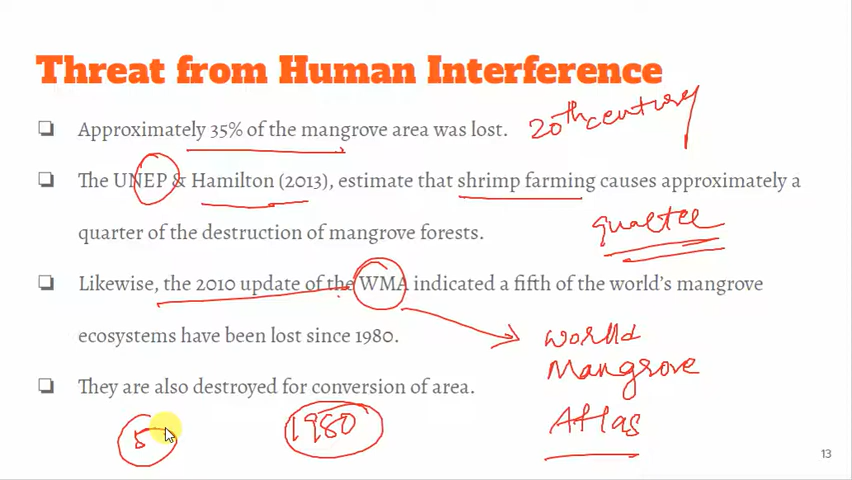 Threat from Human Interference
❑ Approximately 35% of the mangrove area was lost. 20th century
❑ The UNEP & Hamilton (2013), estimate that shrimp farming causes approximately a
quarter of the destruction of mangrove forests.
❑ Likewise, the 2010 update of the WMA indicated a fifth of the world's mangrove
ecosystems have been lost since 1980. World
Mangrove
❑ They are also destroyed for conversion of area.
Atlas
5 1980
13